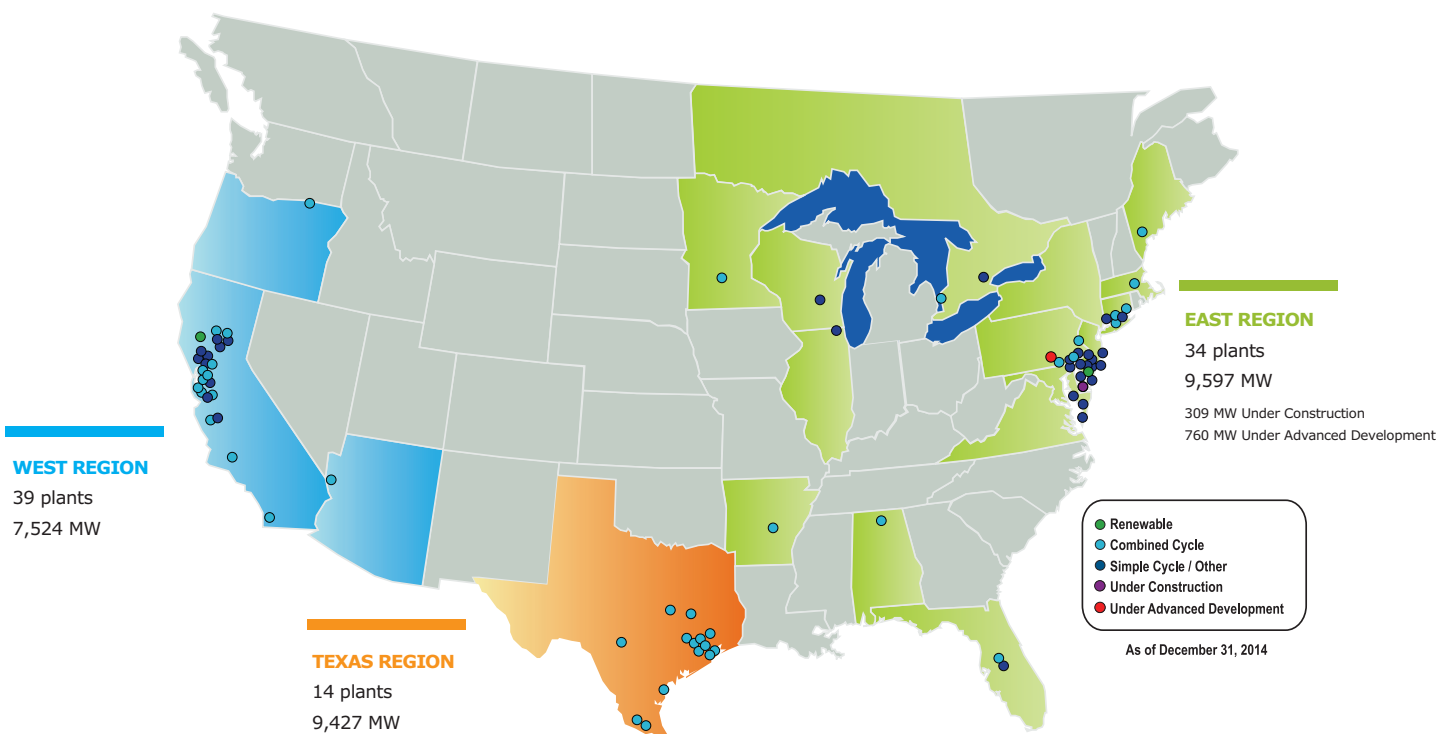 EAST REGION
34 plants
9,597 MW
309 MW Under Construction
760 MW Under Advanced Development
WEST REGION
39 plants
7,524 MW
Renewable
Combined Cycle
Simple Cycle / Other
Under Construction
Under Advanced Development
As of December 31, 2014
TEXAS REGION
14 plants
9,427 MW